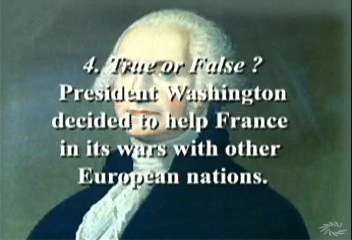 4. True or False ?
President Washington
decided to help France
in its wars with other
European nations.